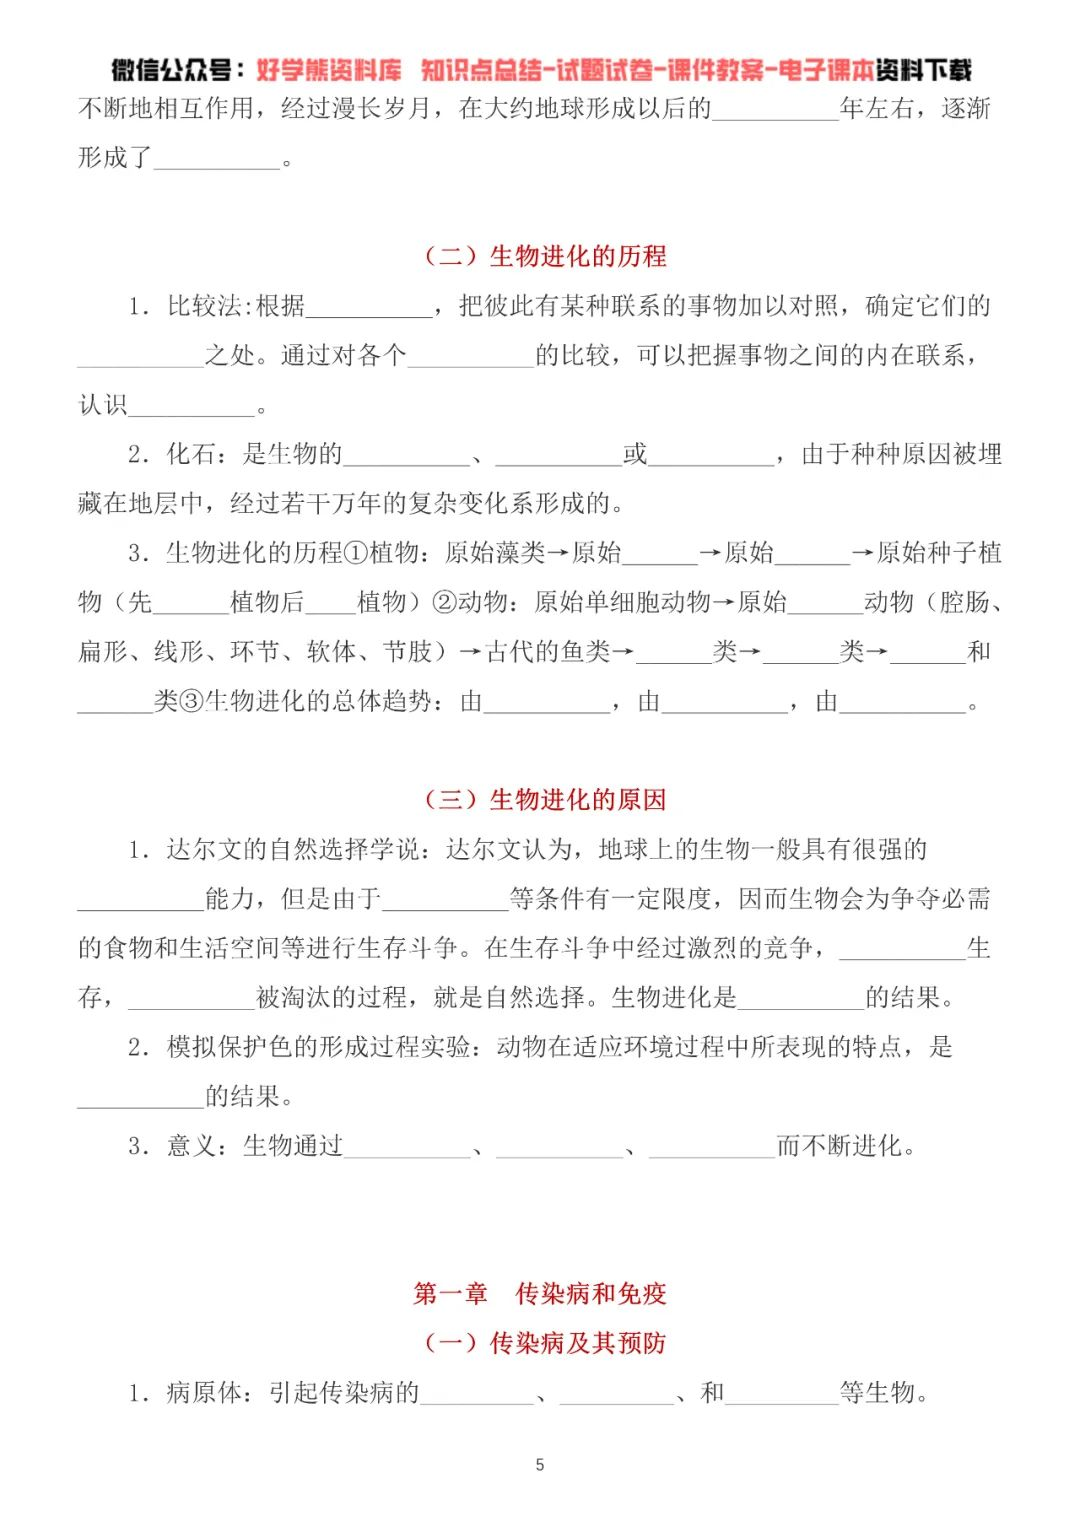 微信公众号：好学熊资料库 知识点总结-试题试卷-课件教案-电子课本资料下载
不断地相互作用，经过漫长岁月，在大约地球形成以后的__________年左右，逐渐
形成了__________。
（二）生物进化的历程
1．比较法:根据__________，把彼此有某种联系的事物加以对照，确定它们的
__________之处。通过对各个__________的比较，可以把握事物之间的内在联系，
认识__________。
2．化石：是生物的__________、__________或__________，由于种种原因被埋
藏在地层中，经过若干万年的复杂变化系形成的。
3．生物进化的历程①植物：原始藻类→原始______→原始______→原始种子植
物（先______植物后____植物）②动物：原始单细胞动物→原始______动物（腔肠、
扁形、线形、环节、软体、节肢）→古代的鱼类→______类→______类→______和
______类③生物进化的总体趋势：由__________，由__________，由__________。
（三）生物进化的原因
1．达尔文的自然选择学说：达尔文认为，地球上的生物一般具有很强的
__________能力，但是由于__________等条件有一定限度，因而生物会为争夺必需
的食物和生活空间等进行生存斗争。在生存斗争中经过激烈的竞争，__________生
存，__________被淘汰的过程，就是自然选择。生物进化是__________的结果。
2．模拟保护色的形成过程实验：动物在适应环境过程中所表现的特点，是
__________的结果。
3．意义：生物通过__________、__________、__________而不断进化。
第一章 传染病和免疫
（一）传染病及其预防
1．病原体：引起传染病的_________、_________、和_________等生物。
5